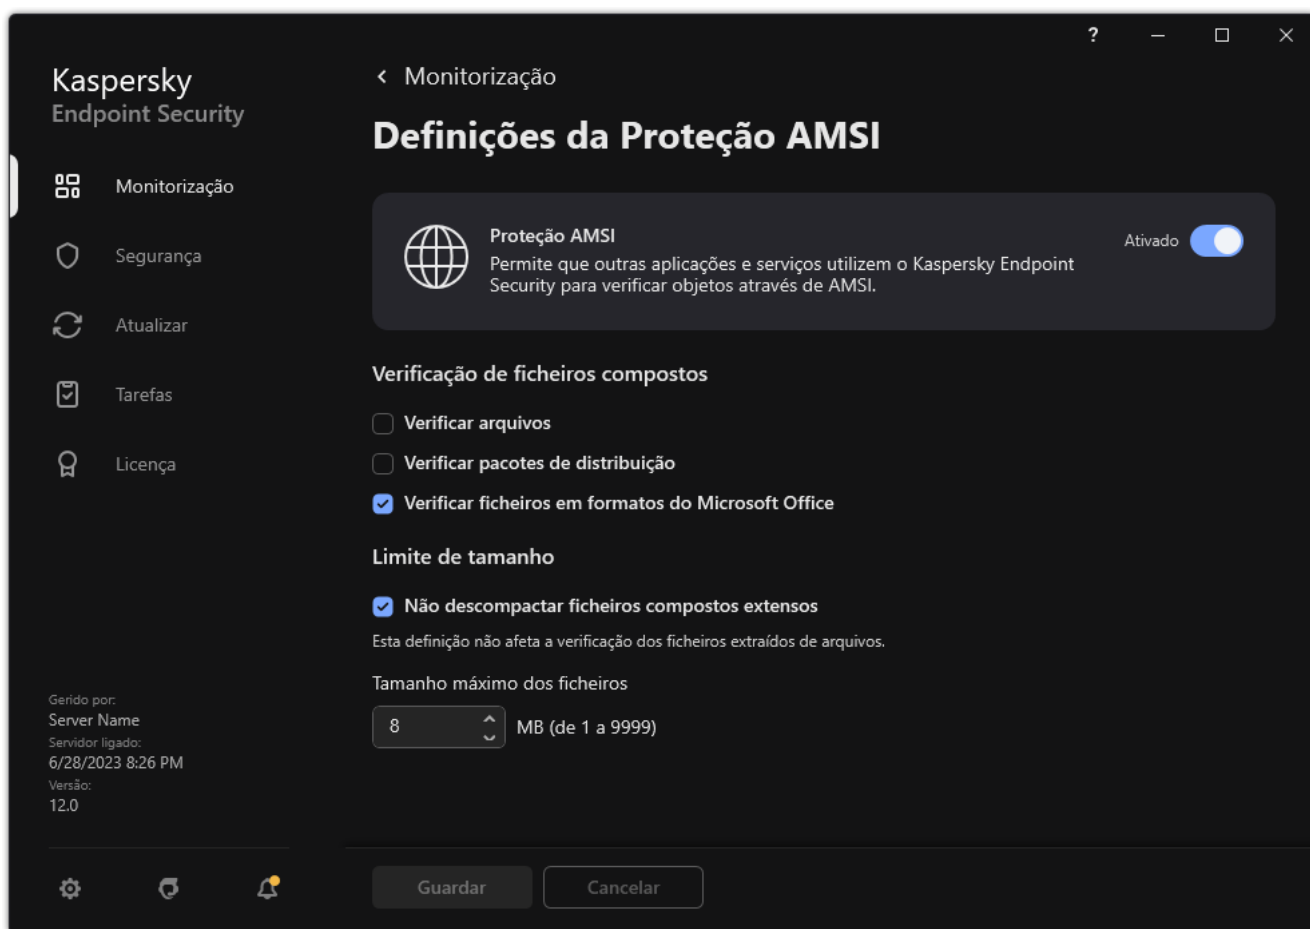 ?
Kaspersky
Endpoint Security
Monitorização
Segurança
Atualizar
Tarefas
Licença
Gerido por:
Server Name
Servidor ligado:
6/28/2023 8:26 PM
Versão:
12.0
Monitorização
Definições da Proteção AMSI
Proteção AMSI
Permite que outras aplicações e serviços utilizem o Kaspersky Endpoint
Security para verificar objetos através de AMSI.
Ativado
Verificação de ficheiros compostos
Verificar arquivos
Verificar pacotes de distribuição
Verificar ficheiros em formatos do Microsoft Office
Limite de tamanho
Não descompactar ficheiros compostos extensos
Esta definição não afeta a verificação dos ficheiros extraídos de arquivos.
Tamanho máximo dos ficheiros
8 MB (de 1 a 9999)
Guardar
Cancelar